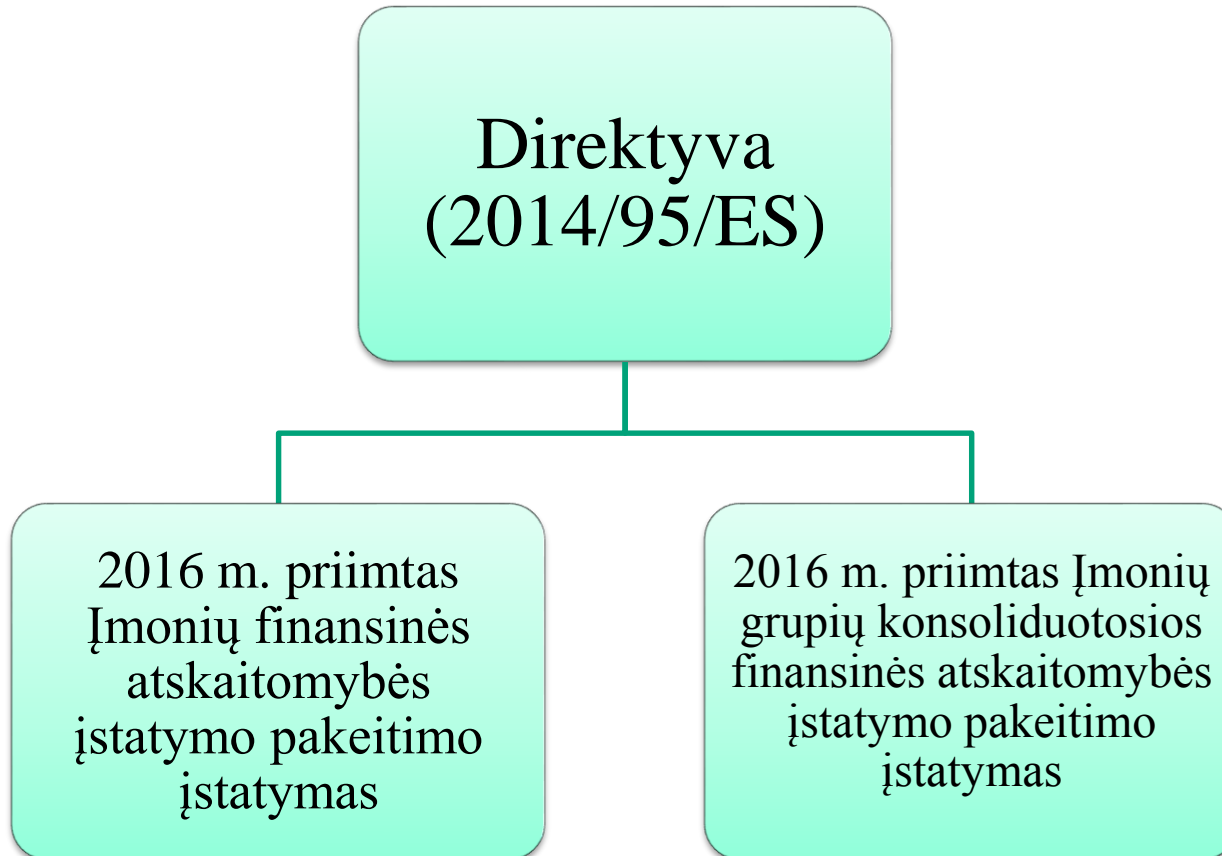 Direktyva
(2014/95/ES)
2016 m. priimtas
Įmonių finansinės
atskaitomybės
įstatymo pakeitimo
įstatymas
2016 m. priimtas Įmonių
grupių konsoliduotosios
finansinės atskaitomybės
įstatymo pakeitimo
įstatymas